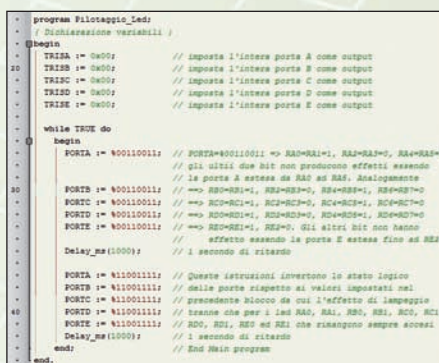 program Pilotaggio_Led;
{ Dichiarazione variabili }
begin
TRISA := 0x00; // imposta l'intera porta A come output
20 TRISB := 0x00; // imposta l'intera porta B come output
TRISC := 0x00; // imposta l'intera porta C come output
TRISD := 0x00; // imposta l'intera porta D come output
TRISE := 0x00; // imposta l'intera porta E come output
while TRUE do
begin
PORTA := %00110011; // PORTA=%00110011 => RA0=RA1=1, RA2=RA3=0, RA4=RA5=
// gli ultii due bit non producono effetti essendo
// la porta A estesa da RA0 ad RA5. Analogamente
30 PORTB := %00110011; // ==> RB0=RB1=1, RB2=RB3=0, RB4=RB5=1, RB6=RB7=0
PORTC := %00110011; // ==> RC0=RC1=1, RC2=RC3=0, RC4=RC5=1, RC6=RC7=0
PORTD := %00110011; // ==> RD0=RD1=1, RD2=RD3=0, RD4=RD5=1, RD6=RD7=0
PORTE := %00110011; // ==> RE0=RE1=1, RE2=0. Gli altri bit non hanno
// effetto essendo la porta E estesa fino ad RE2
Delay_ms(1000); // 1 secondo di ritardo
PORTA := %11001111; // Queste istruzioni invertono lo stato logico
PORTB := %11001111; // delle porte rispetto ai valori impostati nel
PORTC := %11001111; // precedente blocco da cui l'effetto di lampeggio
40 PORTD := %11001111; // tranne che per i led RA0, RA1, RB0, RB1, RC0, RC1
PORTE := %11001111; // RD0, RD1, RE0 ed RE1 che rimangono sempre accesi
Delay_ms(1000); // 1 secondo di ritardo
end; // End Main program
end.